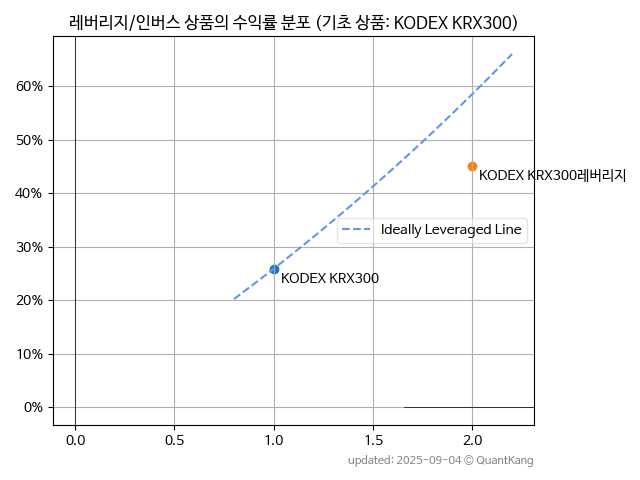 레버리지/인버스 상품의 수익률 분포 (기초 상품: KODEX KRX300)
60%
50%
KODEX KRX300레버리지
40%
Ideally Leveraged Line
30%
KODEX KRX300
20%
10%
0%
0.0 0.5 1.0 1.5 2.0
updated: 2025-09-04 © QuantKang